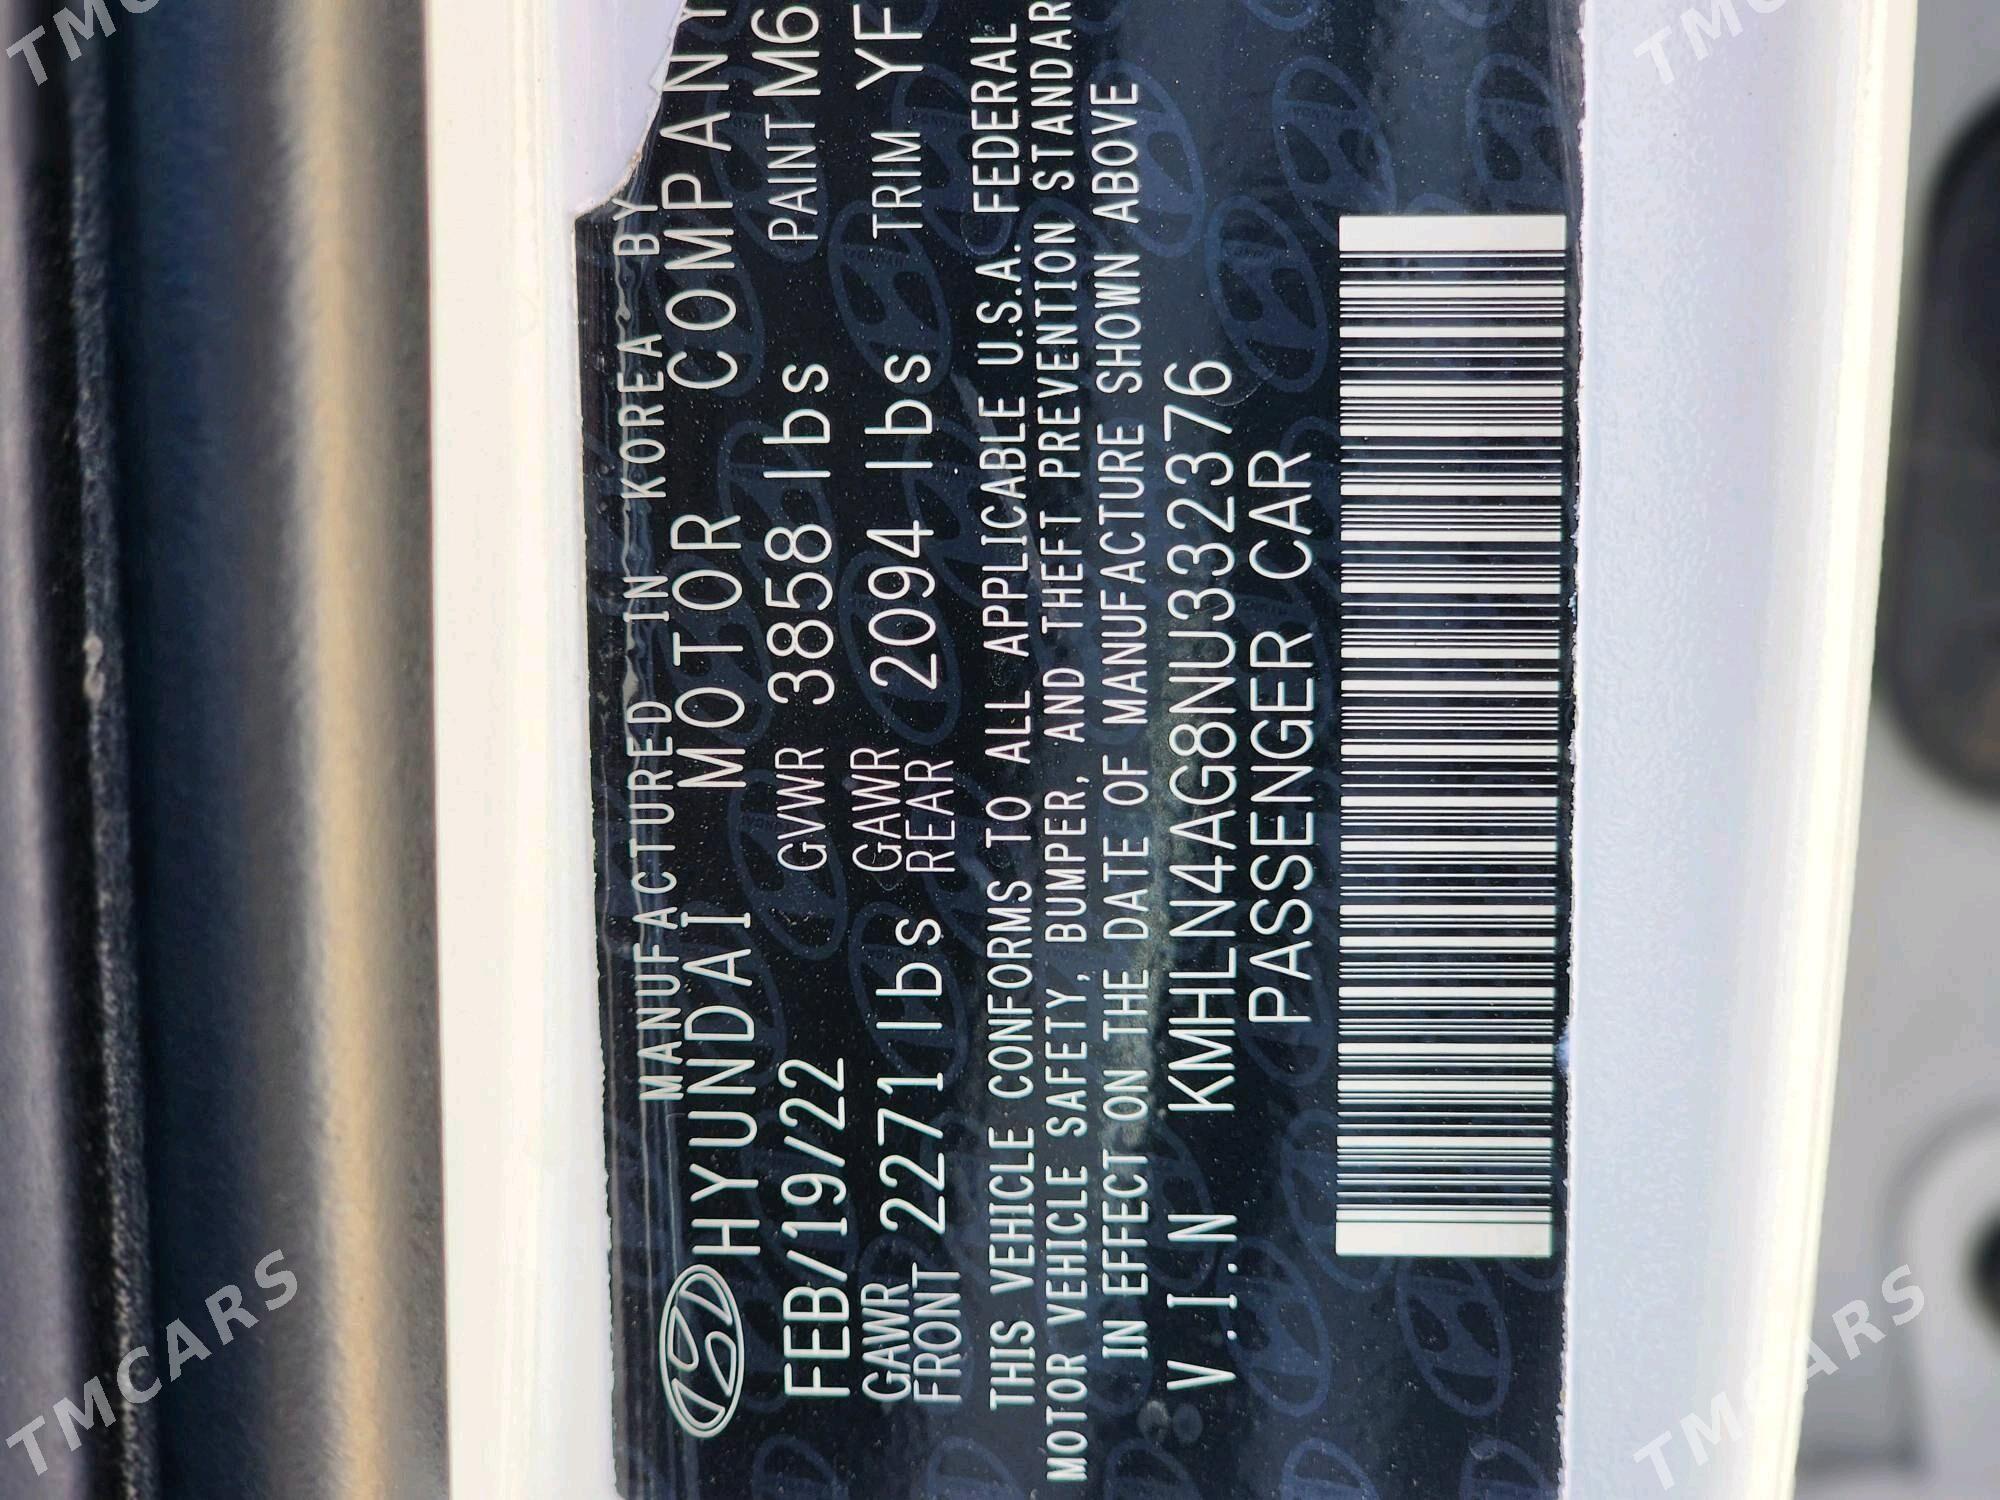 MANUFACTURED IN KOREA BY
HYUNDAI MOTOR COMPANY
FEB/19/22 GVWR 3858 lbs PAINT M6
GAWR FRONT 2271 lbs GAWR REAR 2094 lbs TRIM YF
THIS VEHICLE CONFORMS TO ALL APPLICABLE U.S.A. FEDERAL
MOTOR VEHICLE SAFETY, BUMPER, AND THEFT PREVENTION STANDAR
IN EFFECT ON THE DATE OF MANUFACTURE SHOWN ABOVE
V.I.N KMHLN4AG8NU332376
PASSENGER CAR
TMCARS
TMCARS
TMC
TMC